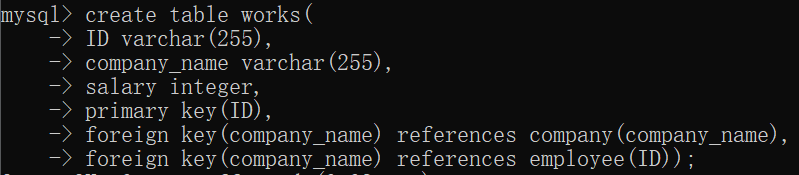 mysql> create table works(
    -> ID varchar(255),
    -> company_name varchar(255),
    -> salary integer,
    -> primary key(ID),
    -> foreign key(company_name) references company(company_name),
    -> foreign key(company_name) references employee(ID));